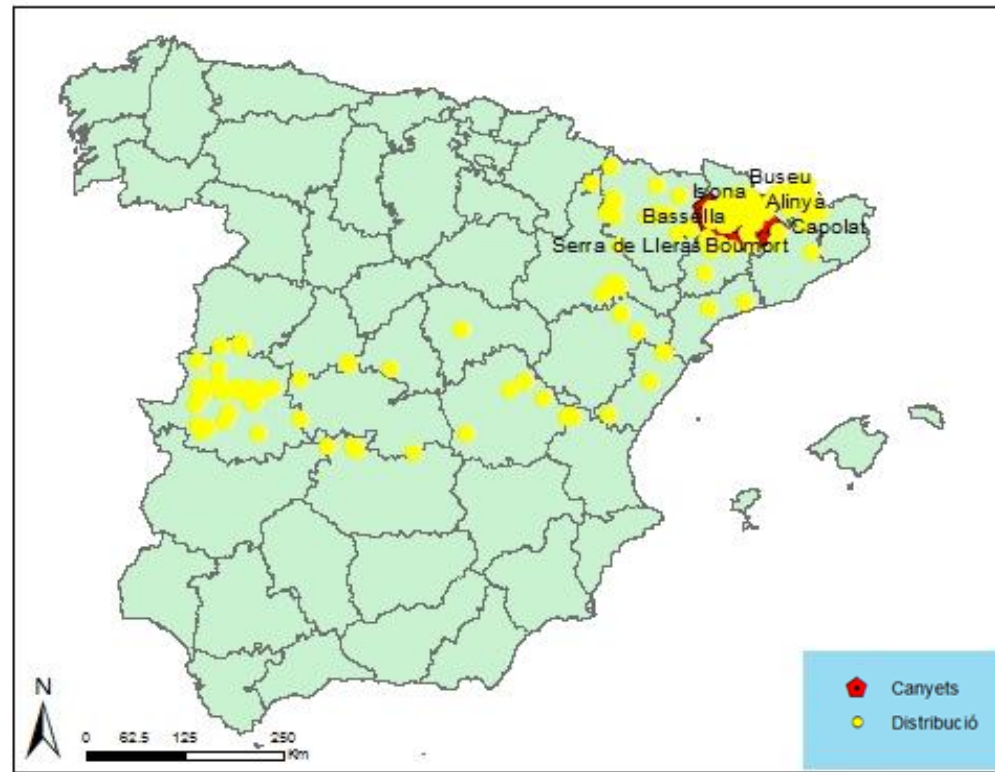 Buseu
Isona
Alinyà
Bassella
Capolat
Serra de Lleràs Boumort
N
0 62.5 125 250
Km
Canyets
Distribució